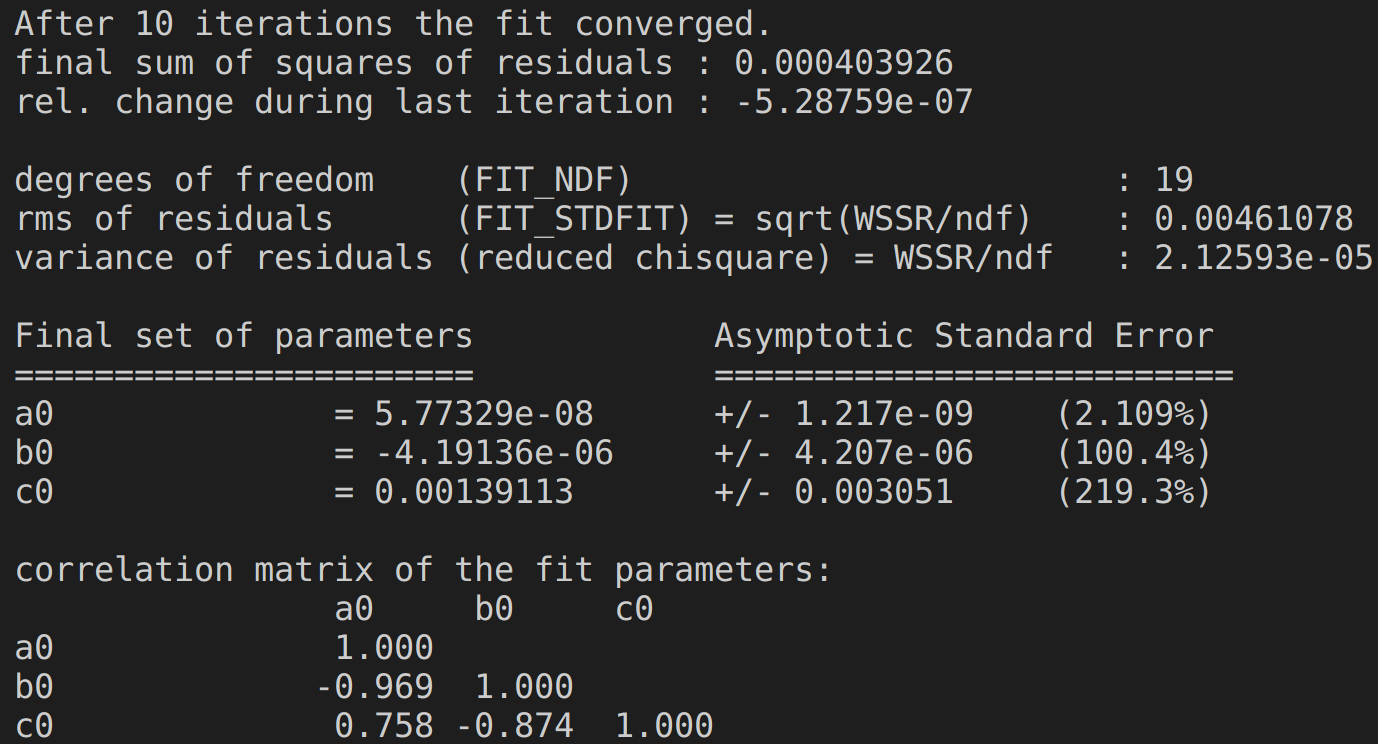 After 10 iterations the fit converged.
final sum of squares of residuals : 0.000403926
rel. change during last iteration : -5.28759e-07

degrees of freedom    (FIT_NDF)                        : 19
rms of residuals      (FIT_STDFIT) = sqrt(WSSR/ndf)    : 0.00461078
variance of residuals (reduced chisquare) = WSSR/ndf   : 2.12593e-05

Final set of parameters            Asymptotic Standard Error
=======================            ==========================
a0              = 5.77329e-08      +/- 1.217e-09    (2.109%)
b0              = -4.19136e-06     +/- 4.207e-06    (100.4%)
c0              = 0.00139113       +/- 0.003051     (219.3%)

correlation matrix of the fit parameters:
                a0     b0     c0
a0              1.000
b0             -0.969  1.000
c0              0.758 -0.874  1.000